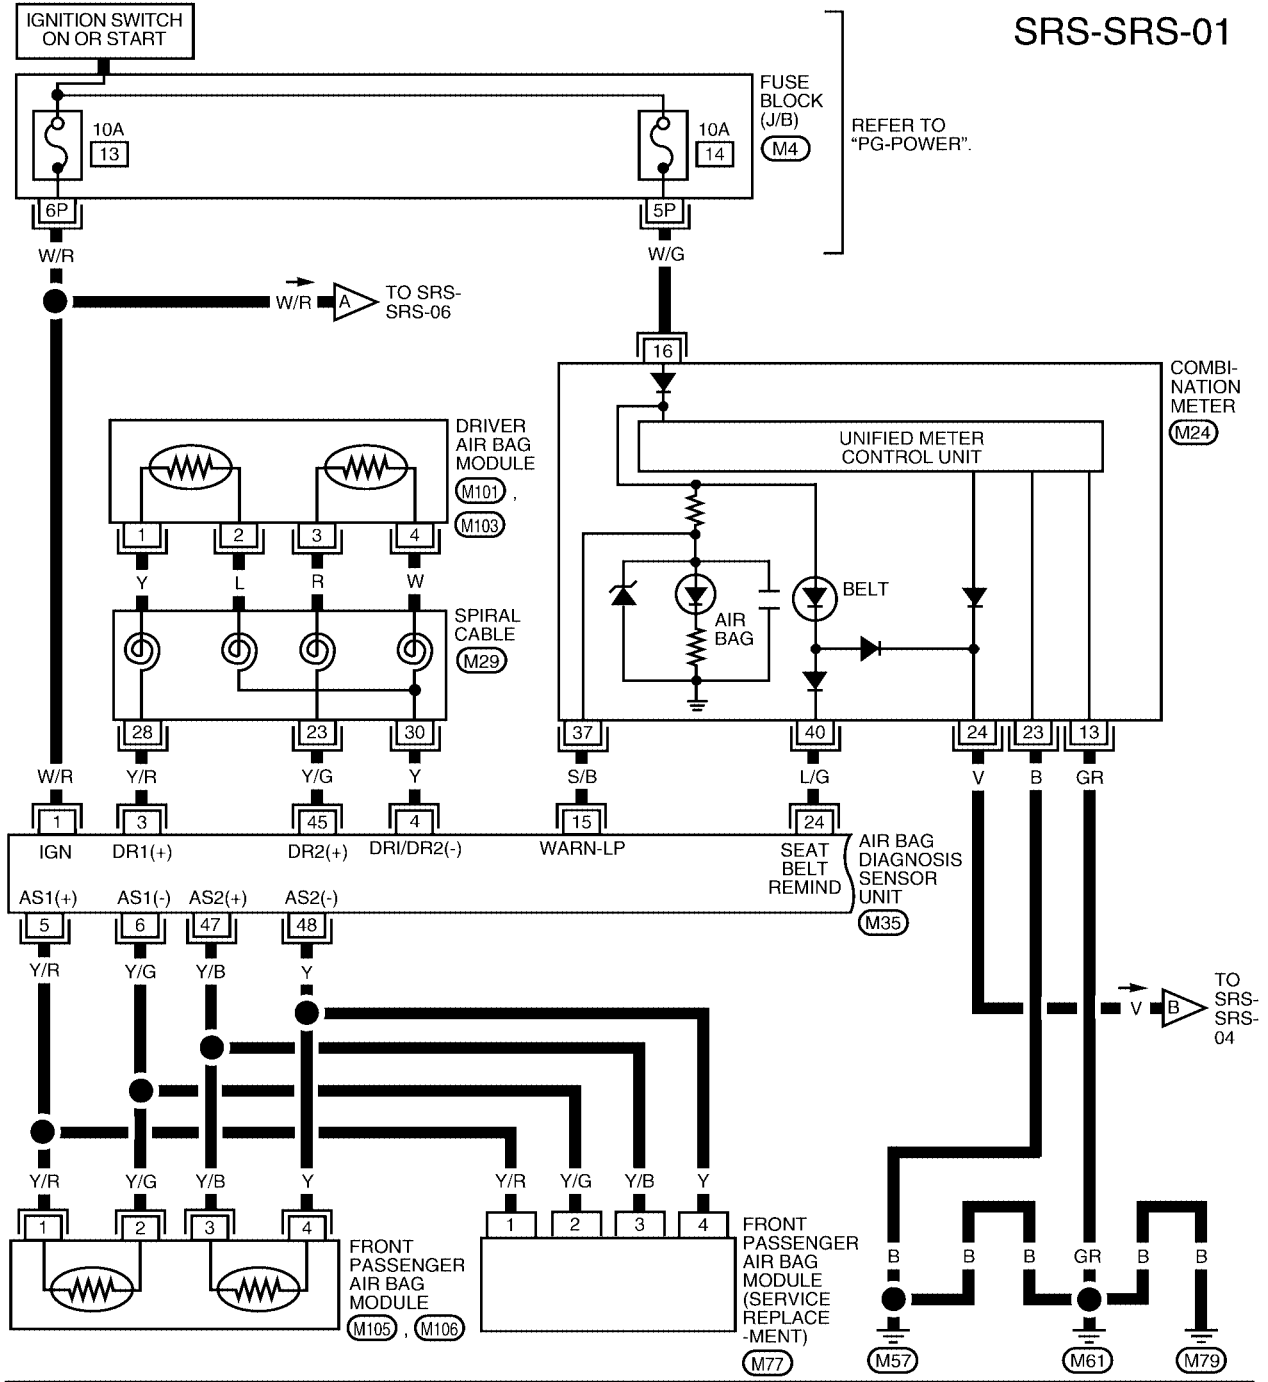 IGNITION SWITCH
ON OR START
SRS-SRS-01
FUSE
BLOCK
(J/B)
M4
REFER TO
“PG-POWER”.
10A
13
10A
14
6P
5P
W/R
W/G
W/R
A
TO SRS-
SRS-06
16
COMBI-
NATION
METER
M24
UNIFIED METER
CONTROL UNIT
DRIVER
AIR BAG
MODULE
M101 ,
M103
1
2
3
4
Y
L
R
W
SPIRAL
CABLE
M29
BELT
AIR
BAG
28
23
30
37
40
24
23
13
W/R
Y/R
Y/G
Y
S/B
L/G
V
B
GR
1
3
45
4
15
24
IGN
DR1(+)
DR2(+)
DRI/DR2(-)
WARN-LP
SEAT
BELT
REMIND
AIR BAG
DIAGNOSIS
SENSOR
UNIT
M35
AS1(+)
AS1(-)
AS2(+)
AS2(-)
5
6
47
48
Y/R
Y/G
Y/B
Y
V
B
TO
SRS-
SRS-
04
Y/R
Y/G
Y/B
Y
Y/R
Y/G
Y/B
Y
1
2
3
4
1
2
3
4
FRONT
PASSENGER
AIR BAG
MODULE
M105 , M106
FRONT
PASSENGER
AIR BAG
MODULE
(SERVICE
REPLACE
-MENT)
M77
B
B
B
GR
B
B
M57
M61
M79